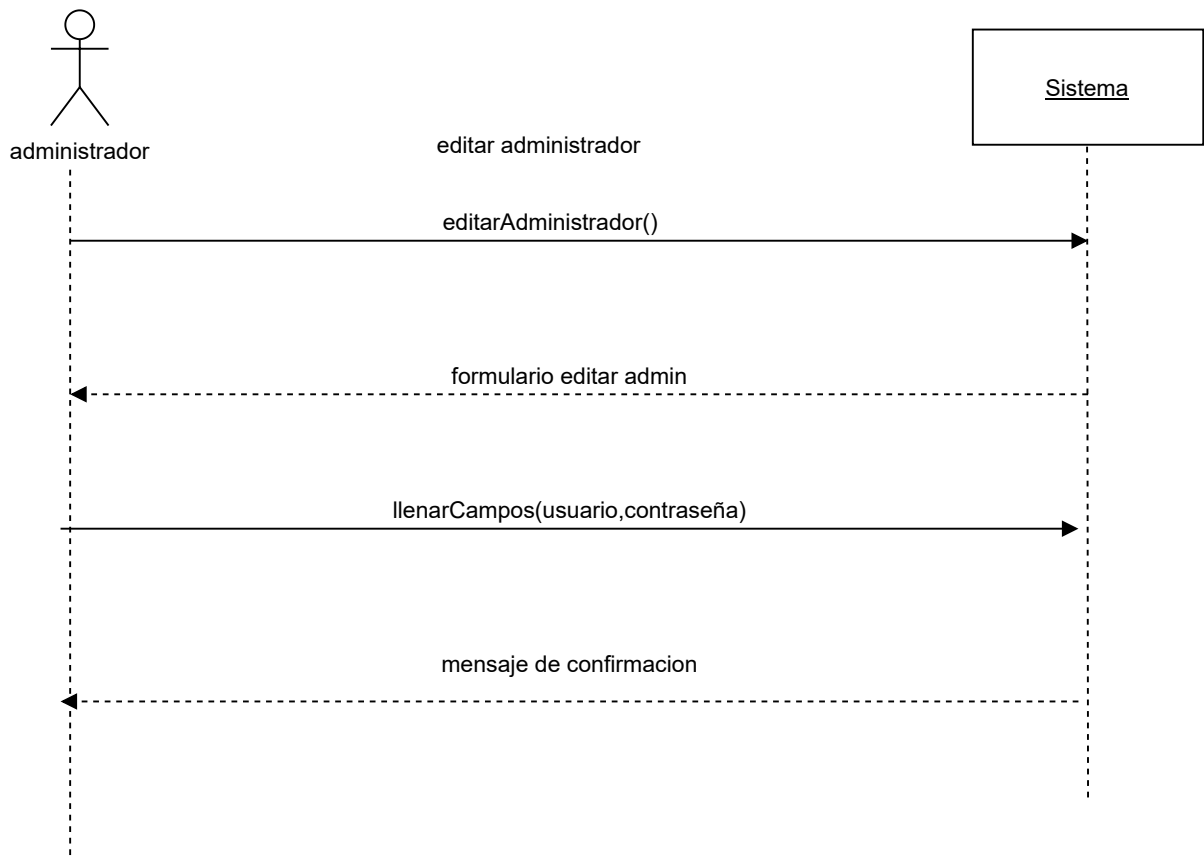 Sistema
administrador
editar administrador
editarAdministrador()
formulario editar admin
llenarCampos(usuario,contraseña)
mensaje de confirmacion